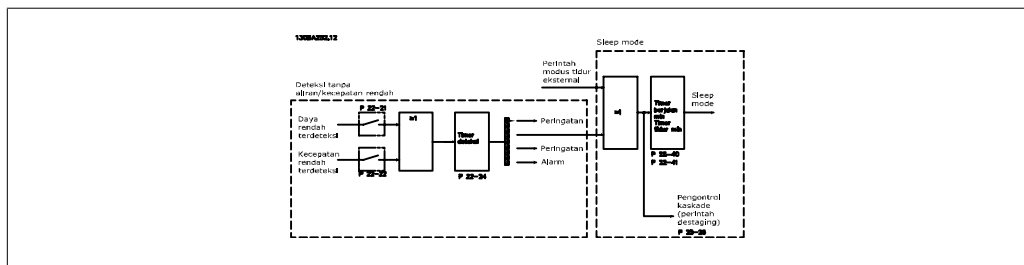 130BA252.12
Sleep mode
Perintah
modus tidur
eksternal
Deteksi tanpa
aliran/kecepatan rendah
P 22-21
Daya
rendah
terdeteksi
≥1
Timer
deteksi
P 22-24
Kecepatan
rendah
terdeteksi
P 22-22
Peringatan
Peringatan
Alarm
≥1
Timer
berjalan
min
Timer
tidur min
P 22-40
P 22-41
Sleep
mode
Pengontrol
kaskade
(perintah
destaging)